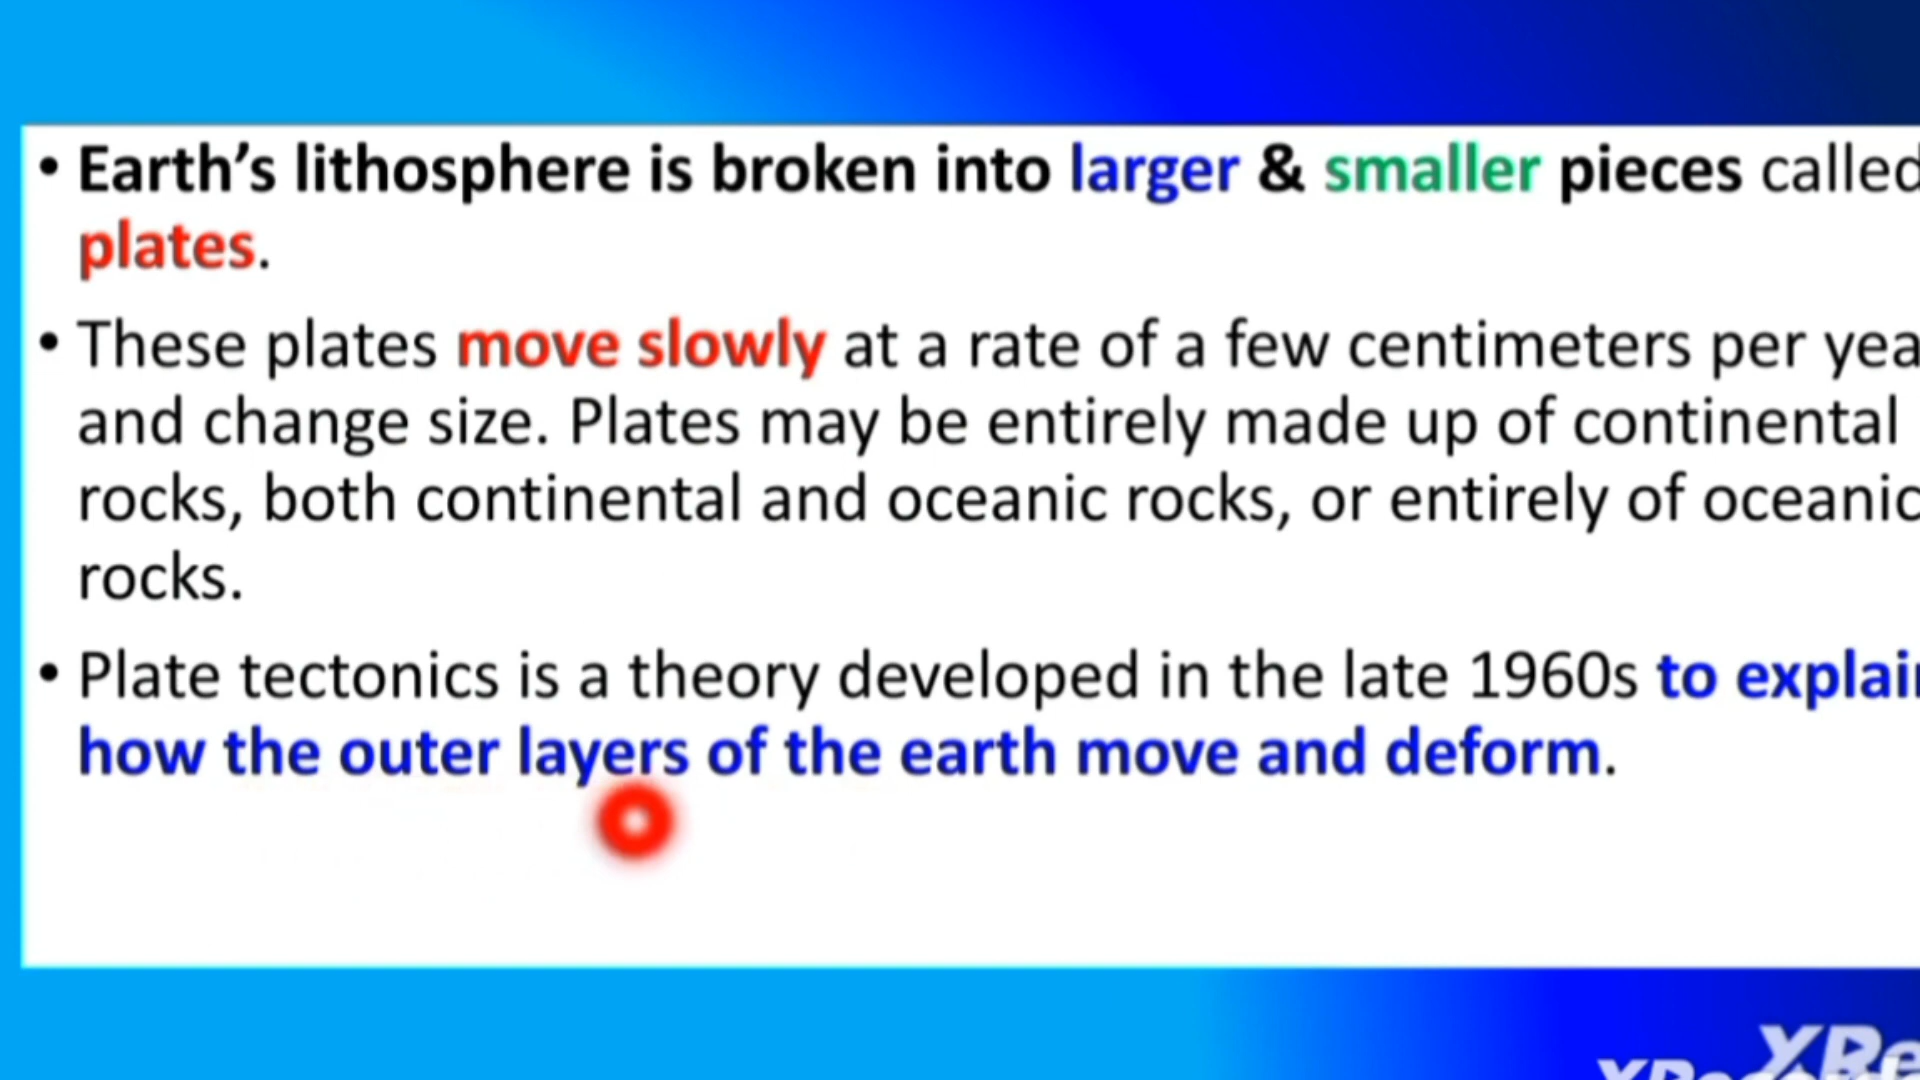 • Earth's lithosphere is broken into larger & smaller pieces called
plates.
• These plates move slowly at a rate of a few centimeters per
and change size. Plates may be entirely made up of continental
rocks, both continental and oceanic rocks, or entirely of oceanic
rocks.
• Plate tectonics is a theory developed in the late 1960s to
how the outer layers of the earth move and deform.